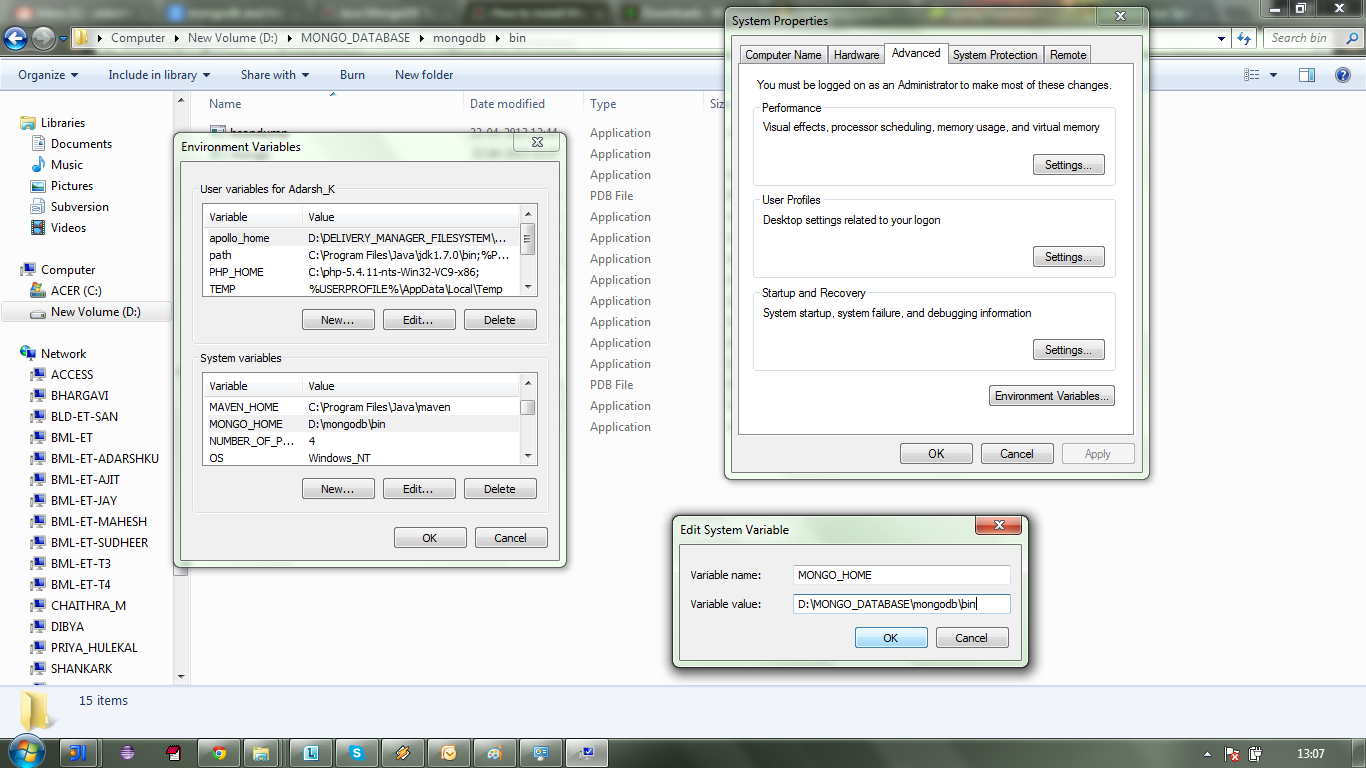 System Properties
Computer
New Volume (D:)
MONGO_DATABASE
mongodb
bin
Search bin
Organize
Include in library
Share with
Burn
New folder
Name
Date modified
Type
Application
Application
Application
PDB File
Application
Application
Application
Application
Application
Application
Application
Application
PDB File
Application
Application
Libraries
Documents
Music
Pictures
Subversion
Videos
Computer
ACER (C:)
New Volume (D:)
Network
ACCESS
BHARGAVI
BLD-ET-SAN
BML-ET
BML-ET-ADARSHKU
BML-ET-AJIT
BML-ET-JAY
BML-ET-MAHESH
BML-ET-SUDHEER
BML-ET-T3
BML-ET-T4
CHAITHRA_M
DIBYA
PRIYA_HULEKAL
SHANKARK
15 items
Environment Variables
User variables for Adarsh_K
Variable Value
apollo_home D:\DELIVERY_MANAGER_FILESYSTEM\...
path C:\Program Files\Java\jdk1.7.0\bin;%P...
PHP_HOME C:\php-5.4.11-nts-Win32-VC9-x86;
TEMP %USERPROFILE%\AppData\Local\Temp
New... Edit... Delete
System variables
Variable Value
MAVEN_HOME C:\Program Files\Java\maven
MONGO_HOME D:\mongodb\bin
NUMBER_OF_P... 4
OS Windows_NT
New... Edit... Delete
OK Cancel
Computer Name Hardware Advanced System Protection Remote
You must be logged on as an Administrator to make most of these changes.
Performance
Visual effects, processor scheduling, memory usage, and virtual memory
Settings...
User Profiles
Desktop settings related to your logon
Settings...
Startup and Recovery
System startup, system failure, and debugging information
Settings...
Environment Variables...
OK Cancel Apply
Edit System Variable
Variable name: MONGO_HOME
Variable value: D:\MONGO_DATABASE\mongodb\bin
OK Cancel
13:07